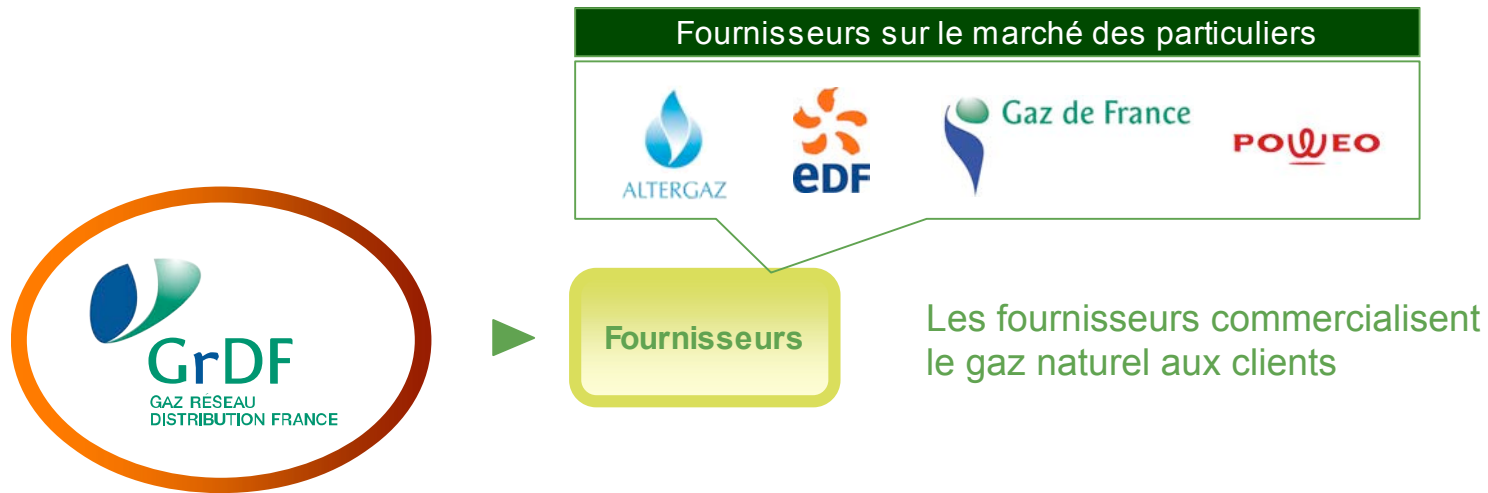 Fournisseurs sur le marché des particuliers
ALTERGAZ
eDF
Gaz de France
POWEO
GrDF
GAZ RÉSEAU
DISTRIBUTION FRANCE
Fournisseurs
Les fournisseurs commercialisent
le gaz naturel aux clients